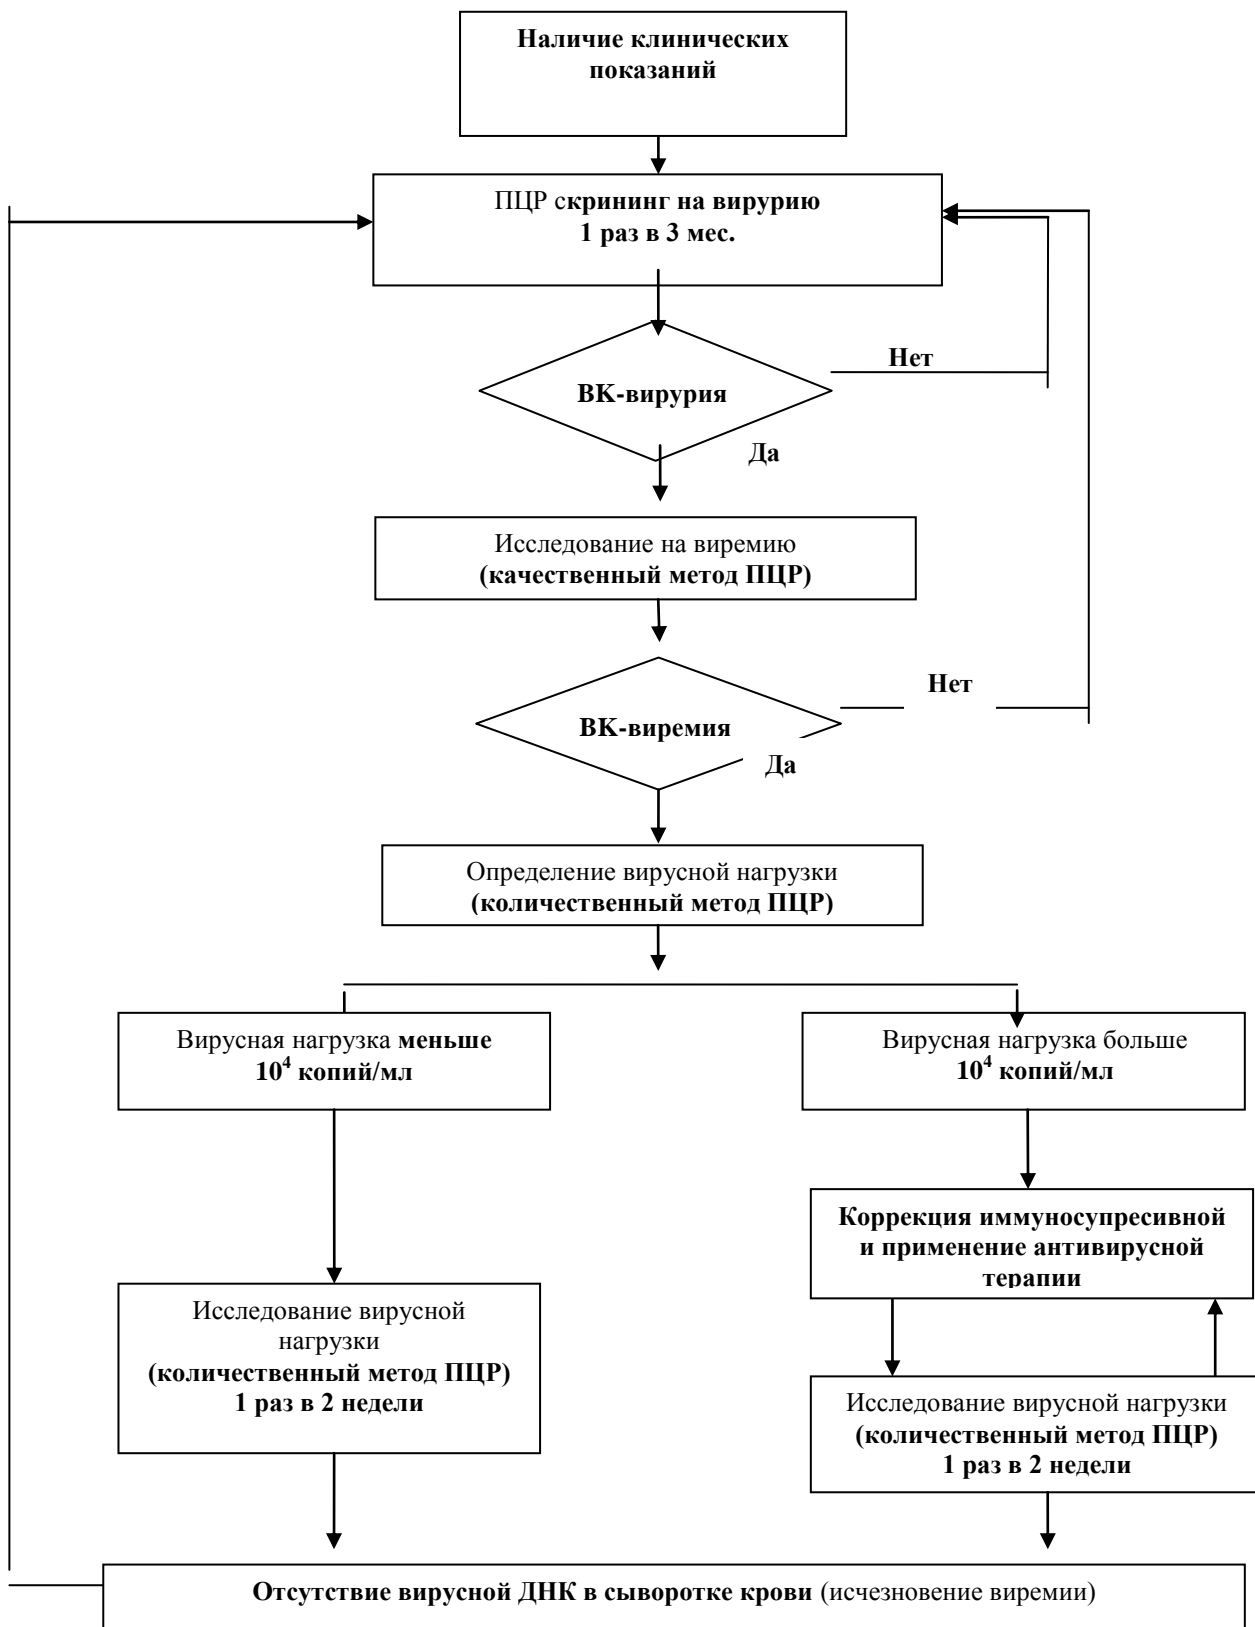 Наличие клинических
показаний
ПЦР скрининг на вирурию
1 раз в 3 мес.
Нет
ВК-вирурия
Да
Исследование на виремию
(качественный метод ПЦР)
Нет
ВК-виремия
Да
Определение вирусной нагрузки
(количественный метод ПЦР)
Вирусная нагрузка меньше
10⁴ копий/мл
Вирусная нагрузка больше
10⁴ копий/мл
Коррекция иммуносупресивной
и применение антивирусной
терапии
Исследование вирусной
нагрузки
(количественный метод ПЦР)
1 раз в 2 недели
Исследование вирусной нагрузки
(количественный метод ПЦР)
1 раз в 2 недели
Отсутствие вирусной ДНК в сыворотке крови (исчезновение виремии)